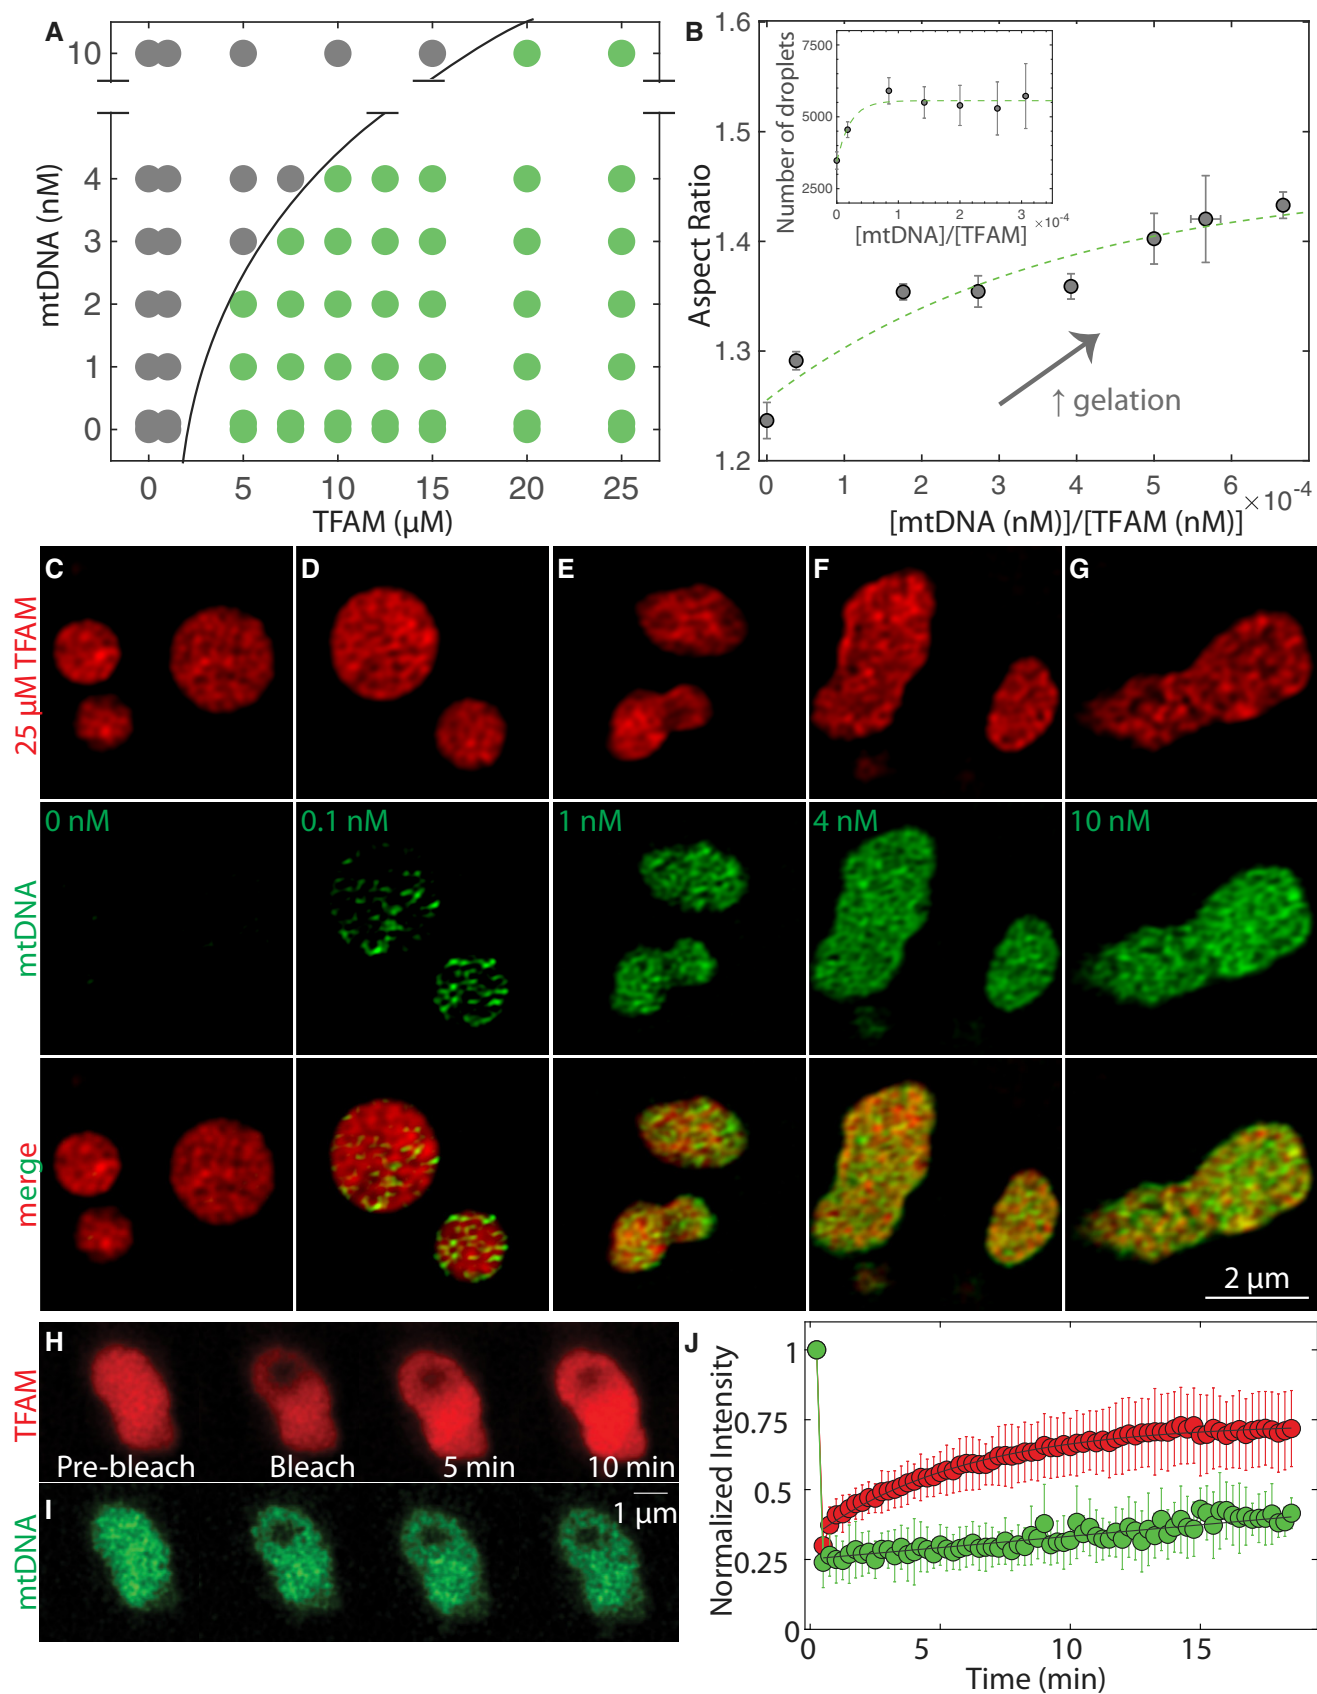 A
10
4
3
2
1
0
mtDNA (nM)
0 5 10 15 20 25
TFAM (µM)
B
1.6
1.5
1.4
1.3
1.2
Aspect Ratio
7500
5000
2500
Number of droplets
0 1 2 3 ×10-4
[mtDNA]/[TFAM]
↑ gelation
0 1 2 3 4 5 6 ×10-4
[mtDNA (nM)]/[TFAM (nM)]
C D E F G
25 µM TFAM
0 nM 0.1 nM 1 nM 4 nM 10 nM
mtDNA
merge
2 µm
H
TFAM
Pre-bleach Bleach 5 min 10 min
1 µm
I
mtDNA
J
1
0.75
0.5
0.25
0
Normalized Intensity
0 5 10 15
Time (min)